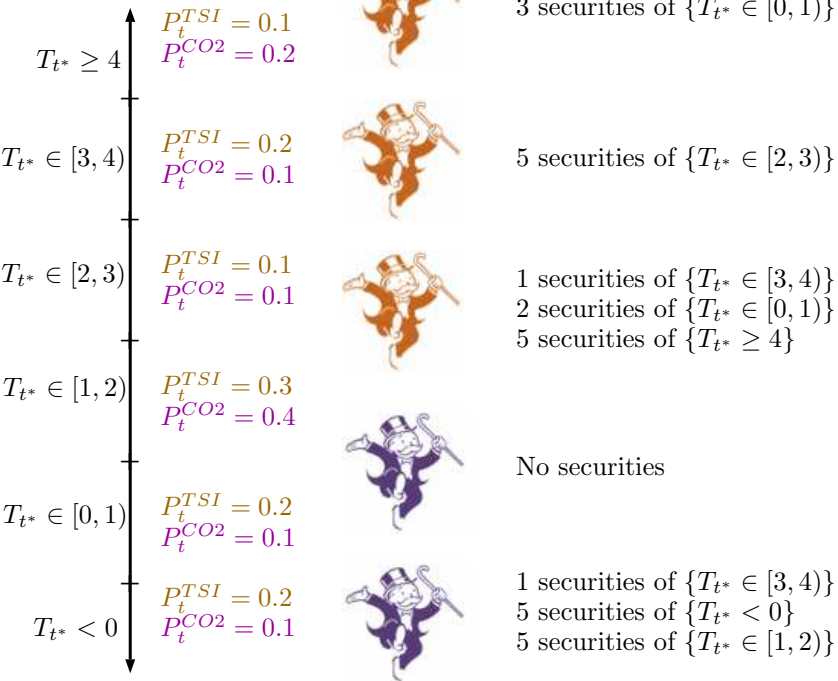 3 securities of {T_{t*} ∈ [0, 1)}
P_t^{TSI} = 0.1
T_{t*} ≥ 4
P_t^{CO2} = 0.2
P_t^{TSI} = 0.2
T_{t*} ∈ [3, 4)
5 securities of {T_{t*} ∈ [2, 3)}
P_t^{CO2} = 0.1
P_t^{TSI} = 0.1
T_{t*} ∈ [2, 3)
1 securities of {T_{t*} ∈ [3, 4)}
P_t^{CO2} = 0.1
2 securities of {T_{t*} ∈ [0, 1)}
5 securities of {T_{t*} ≥ 4}
P_t^{TSI} = 0.3
T_{t*} ∈ [1, 2)
P_t^{CO2} = 0.4
No securities
P_t^{TSI} = 0.2
T_{t*} ∈ [0, 1)
P_t^{CO2} = 0.1
1 securities of {T_{t*} ∈ [3, 4)}
P_t^{TSI} = 0.2
5 securities of {T_{t*} < 0}
T_{t*} < 0
P_t^{CO2} = 0.1
5 securities of {T_{t*} ∈ [1, 2)}